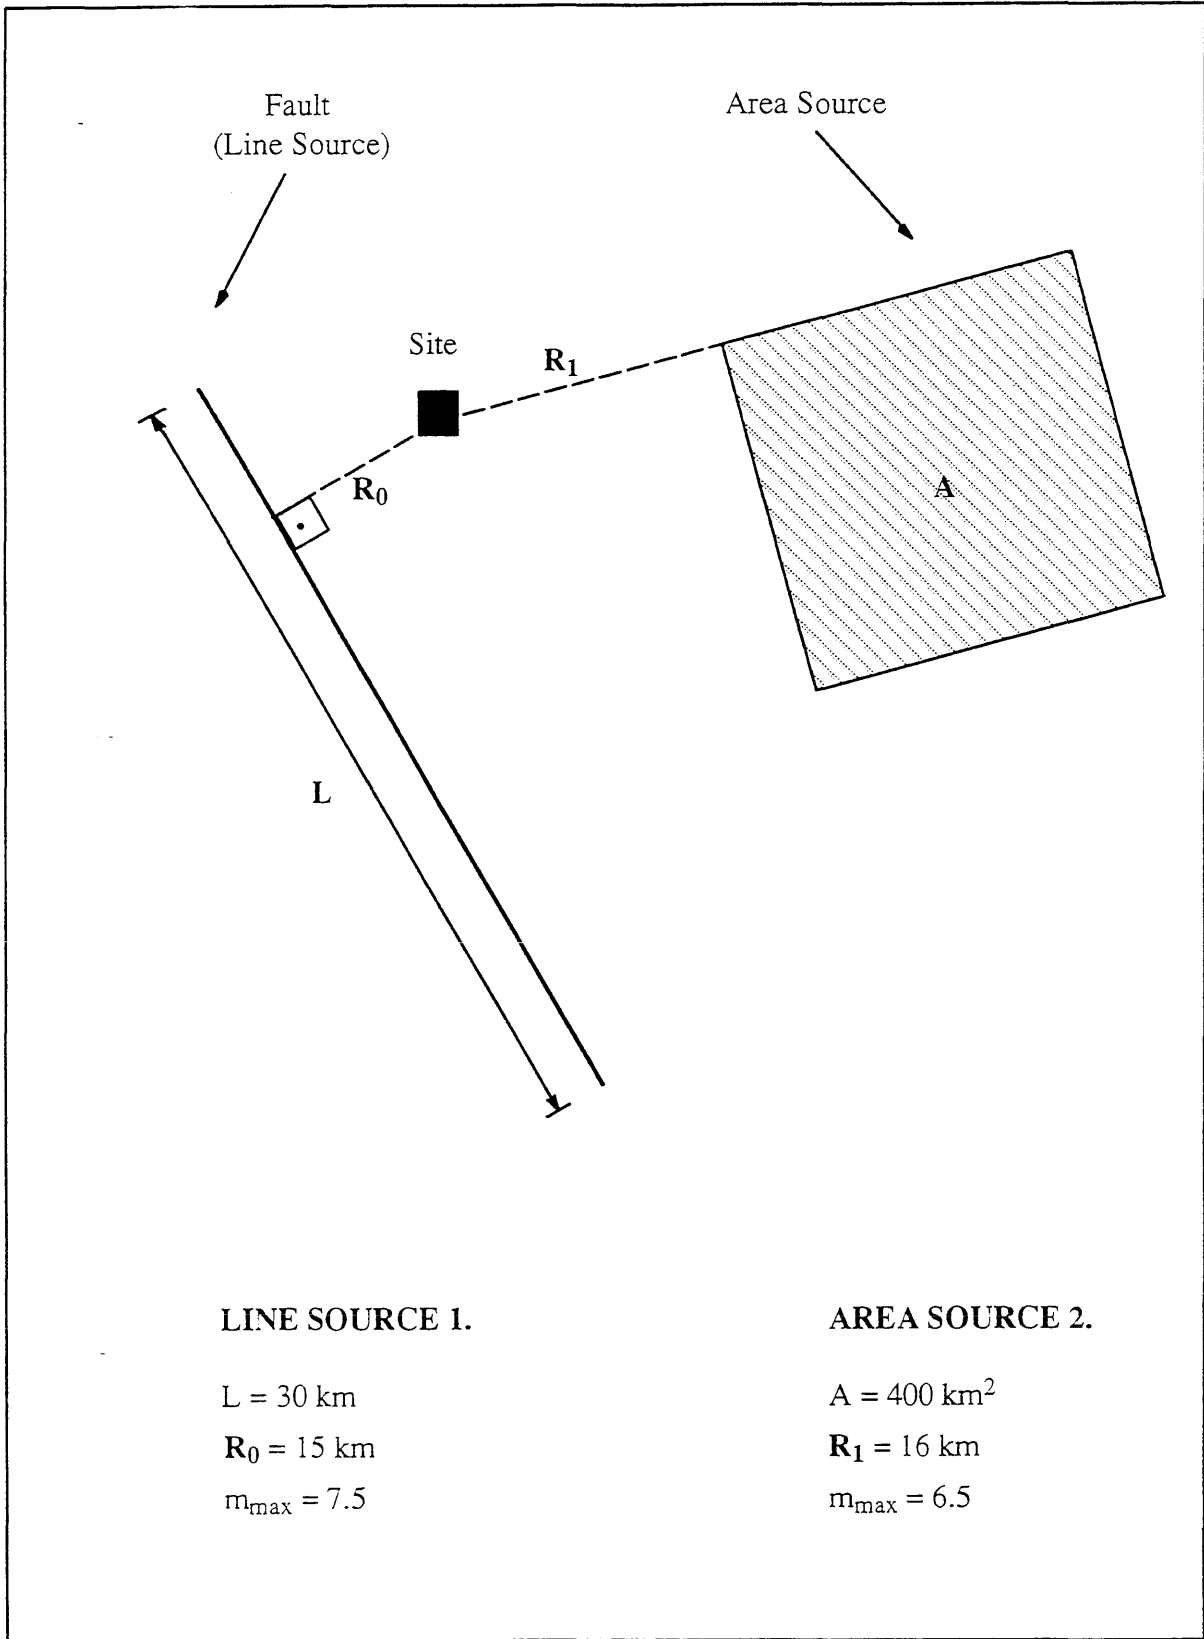 Fault
(Line Source)
Area Source
Site
R₁
R₀
A
L
LINE SOURCE 1.
L = 30 km
R₀ = 15 km
mₘₐₓ = 7.5
AREA SOURCE 2.
A = 400 km²
R₁ = 16 km
mₘₐₓ = 6.5